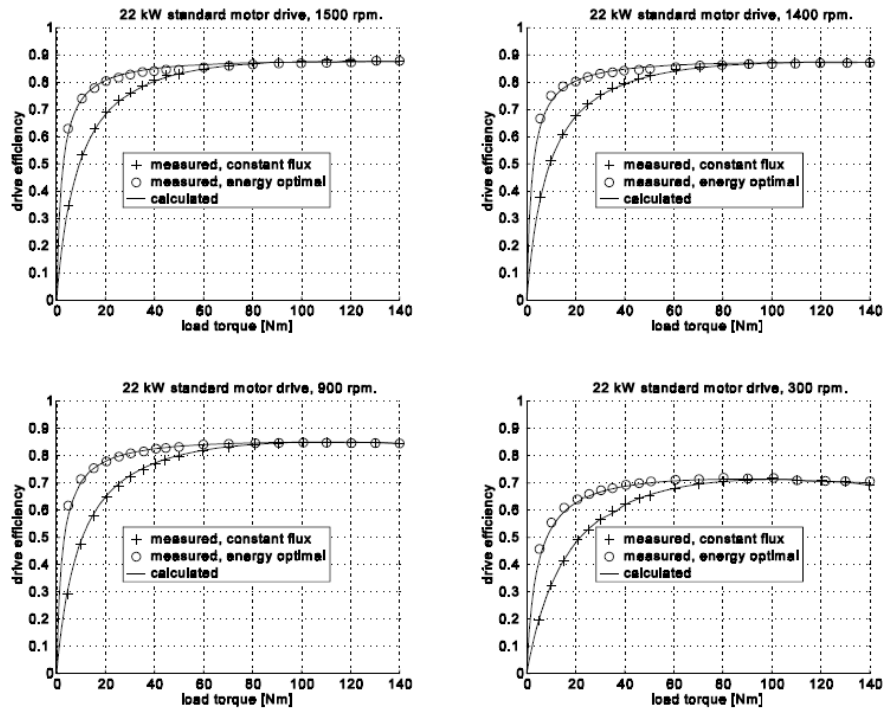 22 kW standard motor drive, 1500 rpm.
1
0.9
0.8
0.7
0.6
0.5
0.4
0.3
0.2
0.1
0
drive efficiency
measured, constant flux
measured, energy optimal
calculated
0 20 40 60 80 100 120 140
load torque [Nm]
22 kW standard motor drive, 1400 rpm.
1
0.9
0.8
0.7
0.6
0.5
0.4
0.3
0.2
0.1
0
drive efficiency
measured, constant flux
measured, energy optimal
calculated
0 20 40 60 80 100 120 140
load torque [Nm]
22 kW standard motor drive, 900 rpm.
1
0.9
0.8
0.7
0.6
0.5
0.4
0.3
0.2
0.1
0
drive efficiency
measured, constant flux
measured, energy optimal
calculated
0 20 40 60 80 100 120 140
load torque [Nm]
22 kW standard motor drive, 300 rpm.
1
0.9
0.8
0.7
0.6
0.5
0.4
0.3
0.2
0.1
0
drive efficiency
measured, constant flux
measured, energy optimal
calculated
0 20 40 60 80 100 120 140
load torque [Nm]